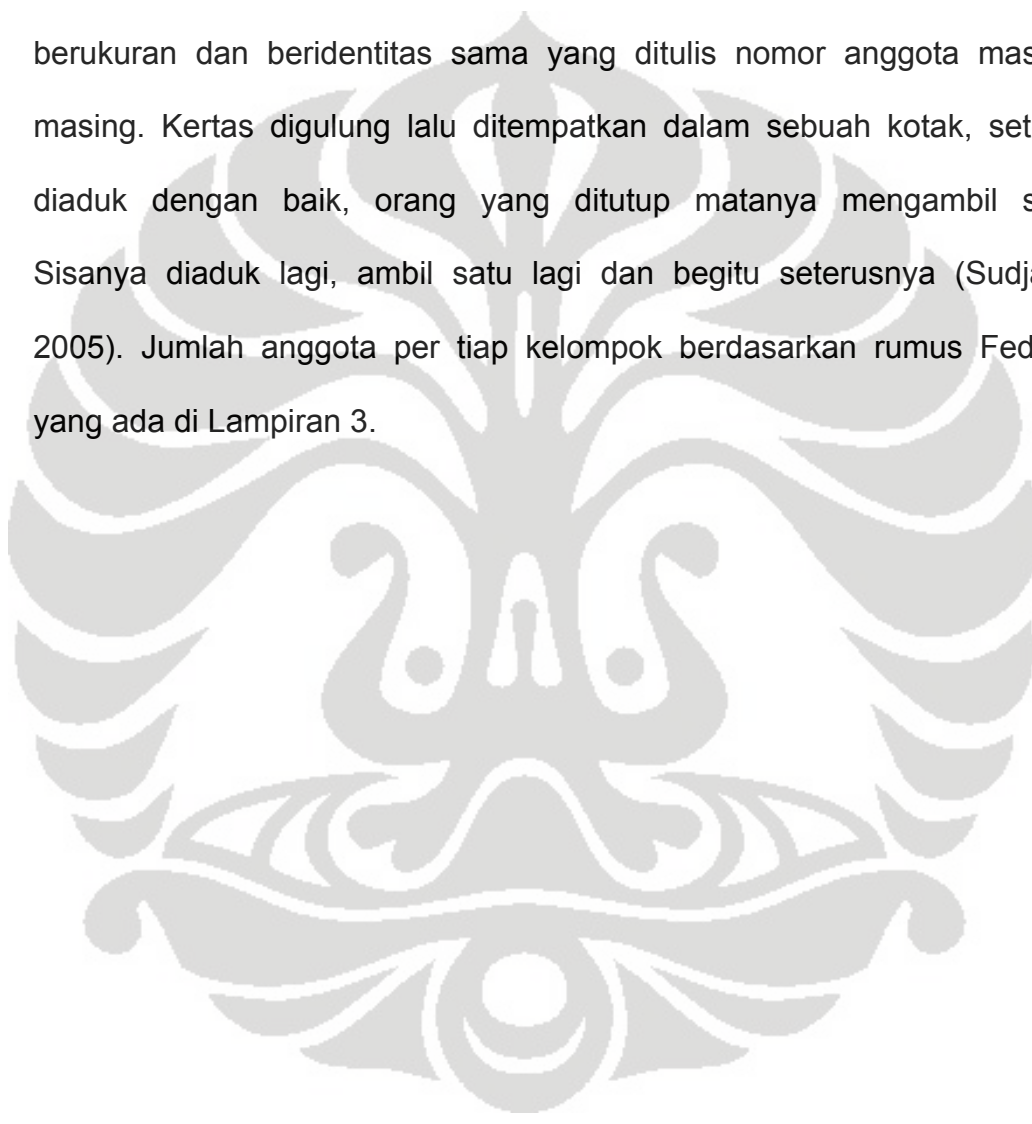 berukuran dan beridentitas sama yang ditulis nomor anggota mas
masing. Kertas digulung lalu ditempatkan dalam sebuah kotak, set
diaduk dengan baik, orang yang ditutup matanya mengambil s
Sisanya diaduk lagi, ambil satu lagi dan begitu seterusnya (Sudj
2005). Jumlah anggota per tiap kelompok berdasarkan rumus Fed
yang ada di Lampiran 3.